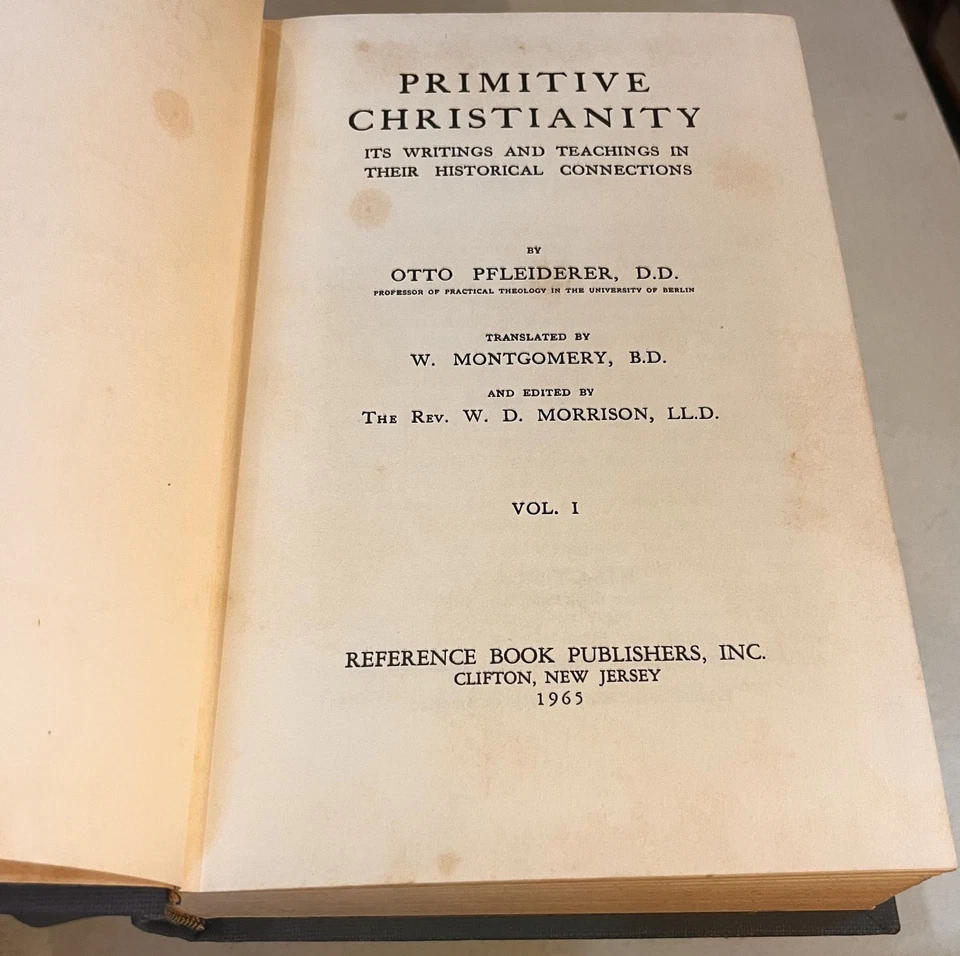 PRIMITIVE
CHRISTIANITY
ITS WRITINGS AND TEACHINGS IN
THEIR HISTORICAL CONNECTIONS
BY
OTTO PFLEIDERER, D.D.
PROFESSOR OF PRACTICAL THEOLOGY IN THE UNIVERSITY OF BERLIN
TRANSLATED BY
W. MONTGOMERY, B.D.
AND EDITED BY
THE REV. W. D. MORRISON, LL.D.
VOL. I
REFERENCE BOOK PUBLISHERS, INC.
CLIFTON, NEW JERSEY
1965